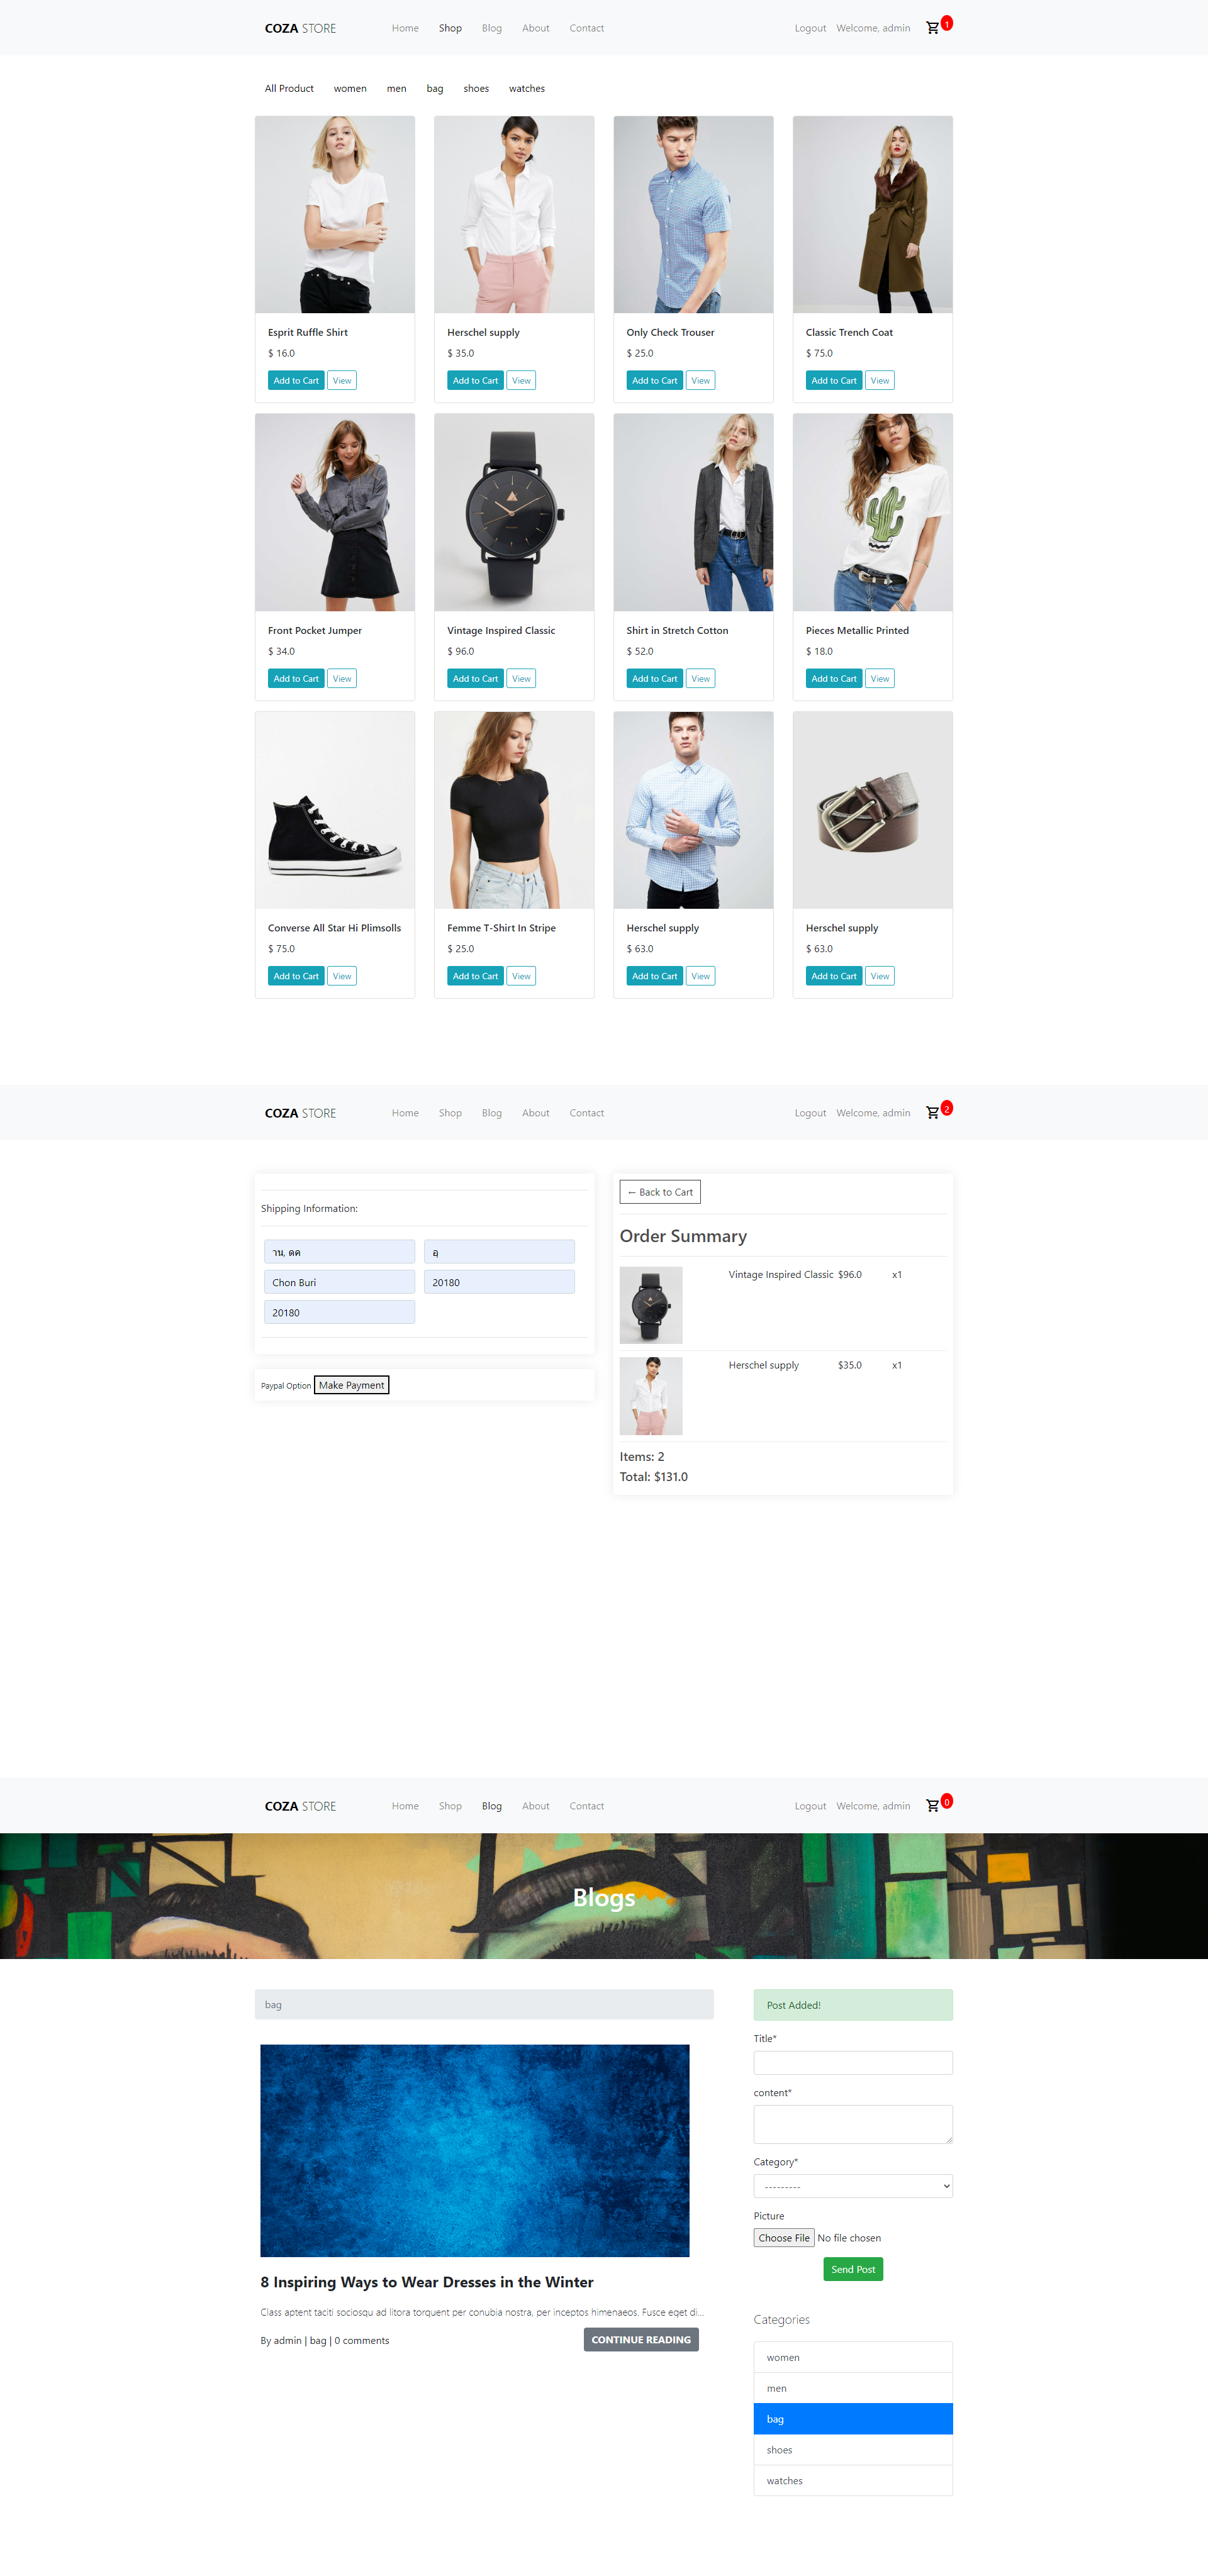 COZA STORE Home Shop Blog About Contact Logout Welcome, admin 1
All Product women men bag shoes watches
Esprit Ruffle Shirt Herschel supply Only Check Trouser Classic Trench Coat
$ 16.0 $ 35.0 $ 25.0 $ 75.0
Add to Cart View Add to Cart View Add to Cart View Add to Cart View
Front Pocket Jumper Vintage Inspired Classic Shirt in Stretch Cotton Pieces Metallic Printed
$ 34.0 $ 96.0 $ 52.0 $ 18.0
Add to Cart View Add to Cart View Add to Cart View Add to Cart View
Converse All Star Hi Plimsolls Femme T-Shirt In Stripe Herschel supply Herschel supply
$ 75.0 $ 25.0 $ 63.0 $ 63.0
Add to Cart View Add to Cart View Add to Cart View Add to Cart View
COZA STORE Home Shop Blog About Contact Logout Welcome, admin 2
Shipping Information:
าน, ดค
Chon Buri 20180
20180
Paypal Option Make Payment
← Back to Cart
Order Summary
Vintage Inspired Classic $96.0 x1
Herschel supply $35.0 x1
Items: 2
Total: $131.0
COZA STORE Home Shop Blog About Contact Logout Welcome, admin 0
Blogs
bag
8 Inspiring Ways to Wear Dresses in the Winter
Class aptent taciti sociosqu ad litora torquent per conubia nostra, per inceptos himenaeos. Fusce eget di...
By admin | bag | 0 comments CONTINUE READING
Post Added!
Title*
content*
Category*
---------
Picture
Choose File No file chosen
Send Post
Categories
women
men
bag
shoes
watches